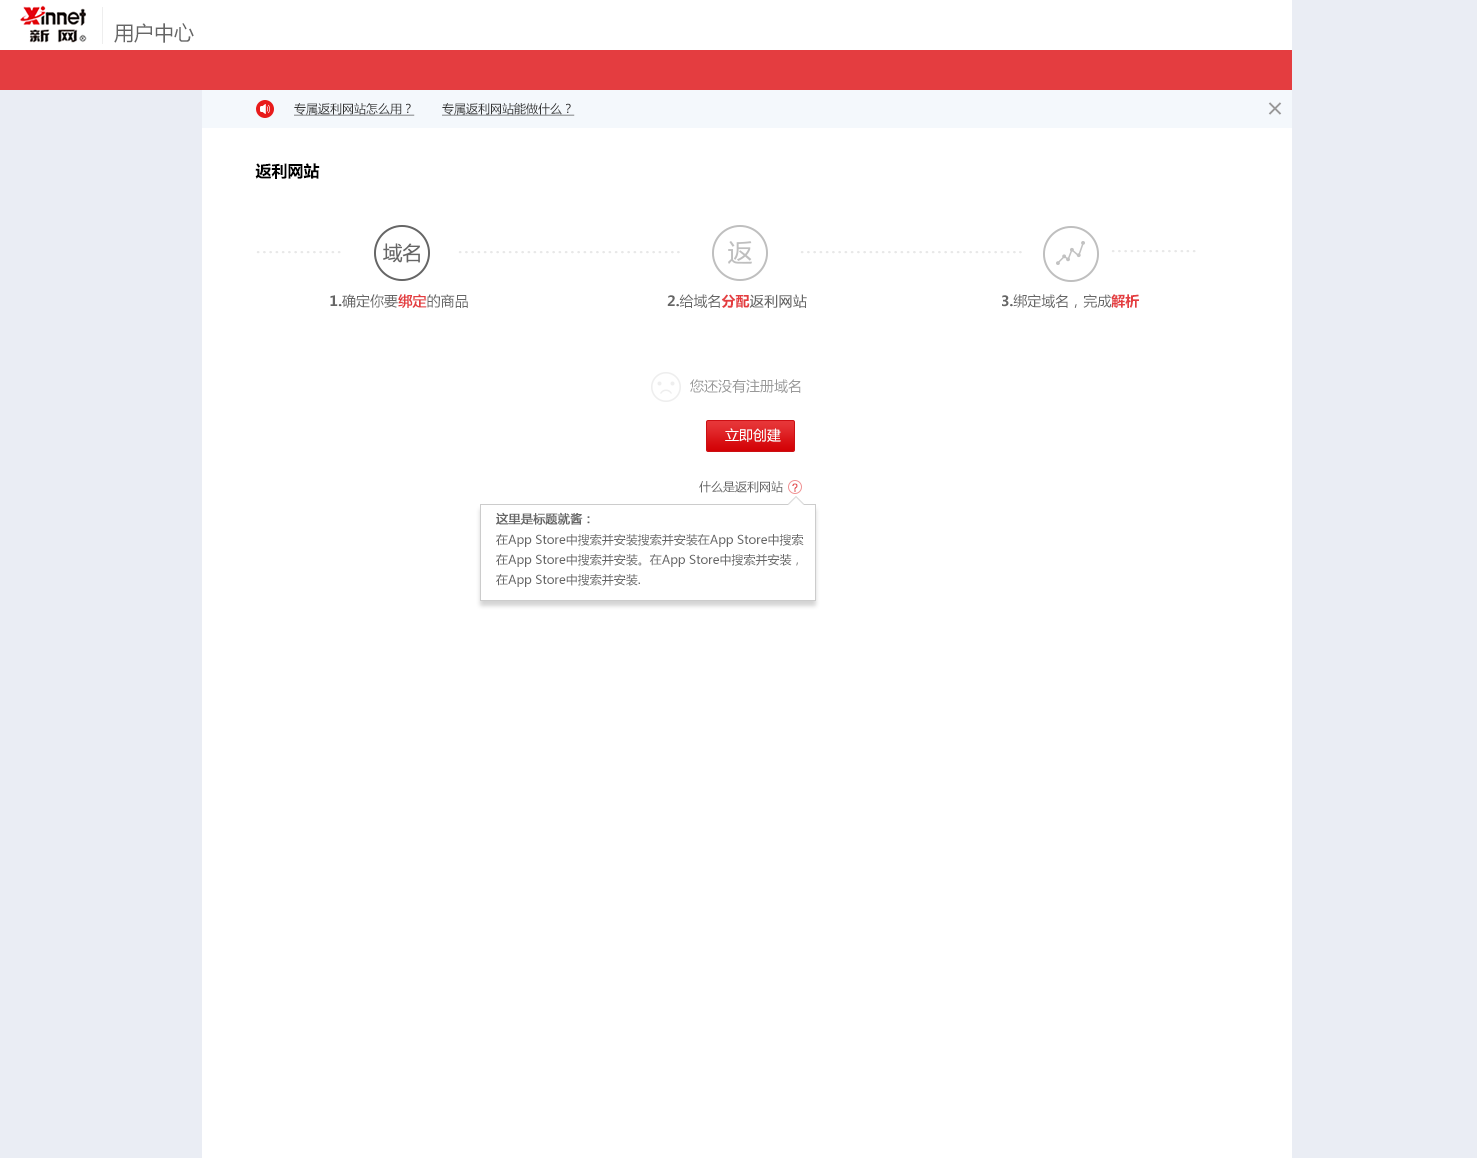 Xinnet
新网®
用户中心
专属返利网站怎么用？ 专属返利网站能做什么？
返利网站
域名 返
1.确定你要绑定的商品 2.给域名分配返利网站 3.绑定域名，完成解析
您还没有注册域名
立即创建
什么是返利网站 ?
这里是标题就酱：
在App Store中搜索并安装搜索并安装在App Store中搜索
在App Store中搜索并安装。在App Store中搜索并安装，
在App Store中搜索并安装.